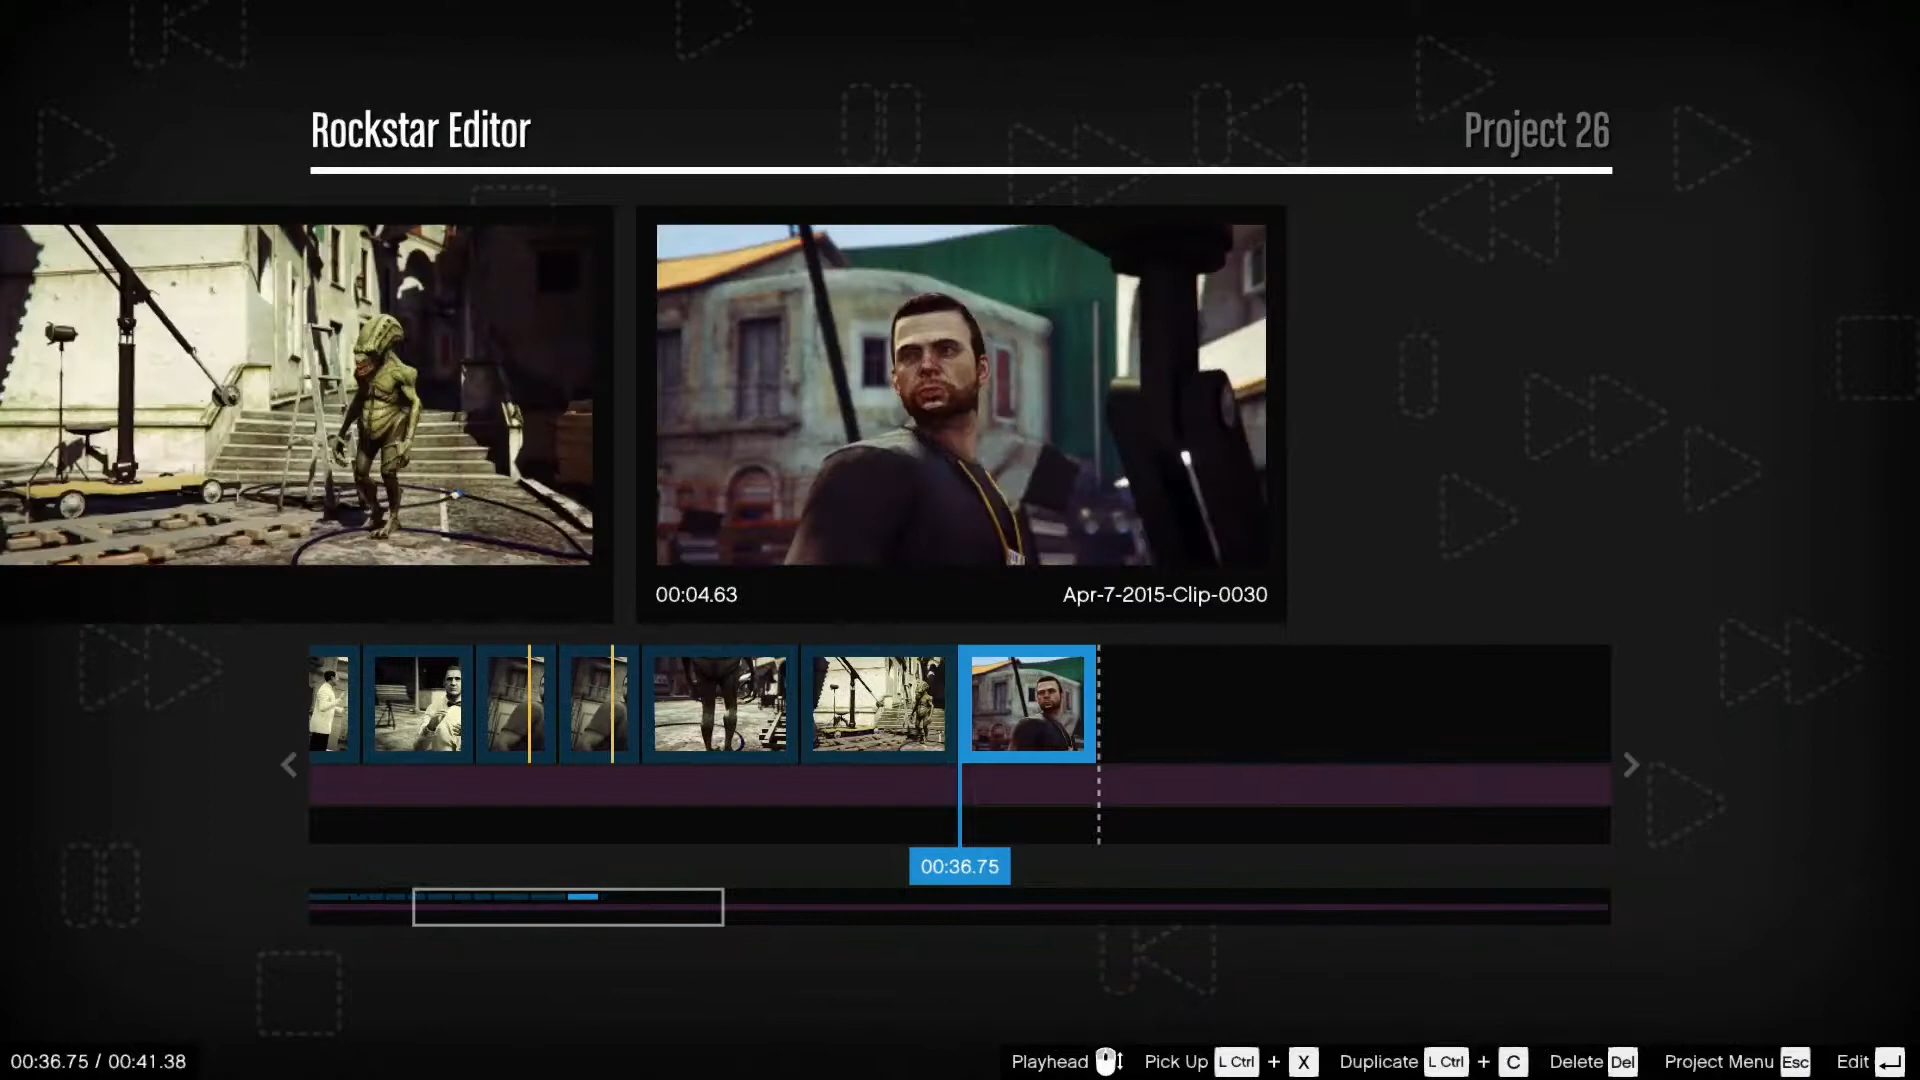 Rockstar Editor
Project 26
00:04.63
Apr-7-2015-Clip-0030
00:36.75
00:36.75 / 00:41.38
Playhead Pick Up L Ctrl + X Duplicate L Ctrl + C Delete Del Project Menu Esc Edit